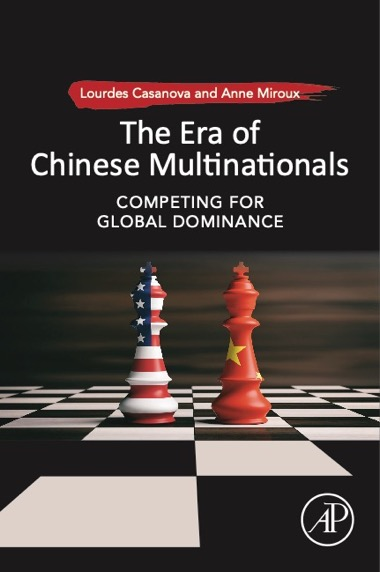 Lourdes Casanova and Anne Miroux
The Era of
Chinese Multinationals
COMPETING FOR
GLOBAL DOMINANCE
AP